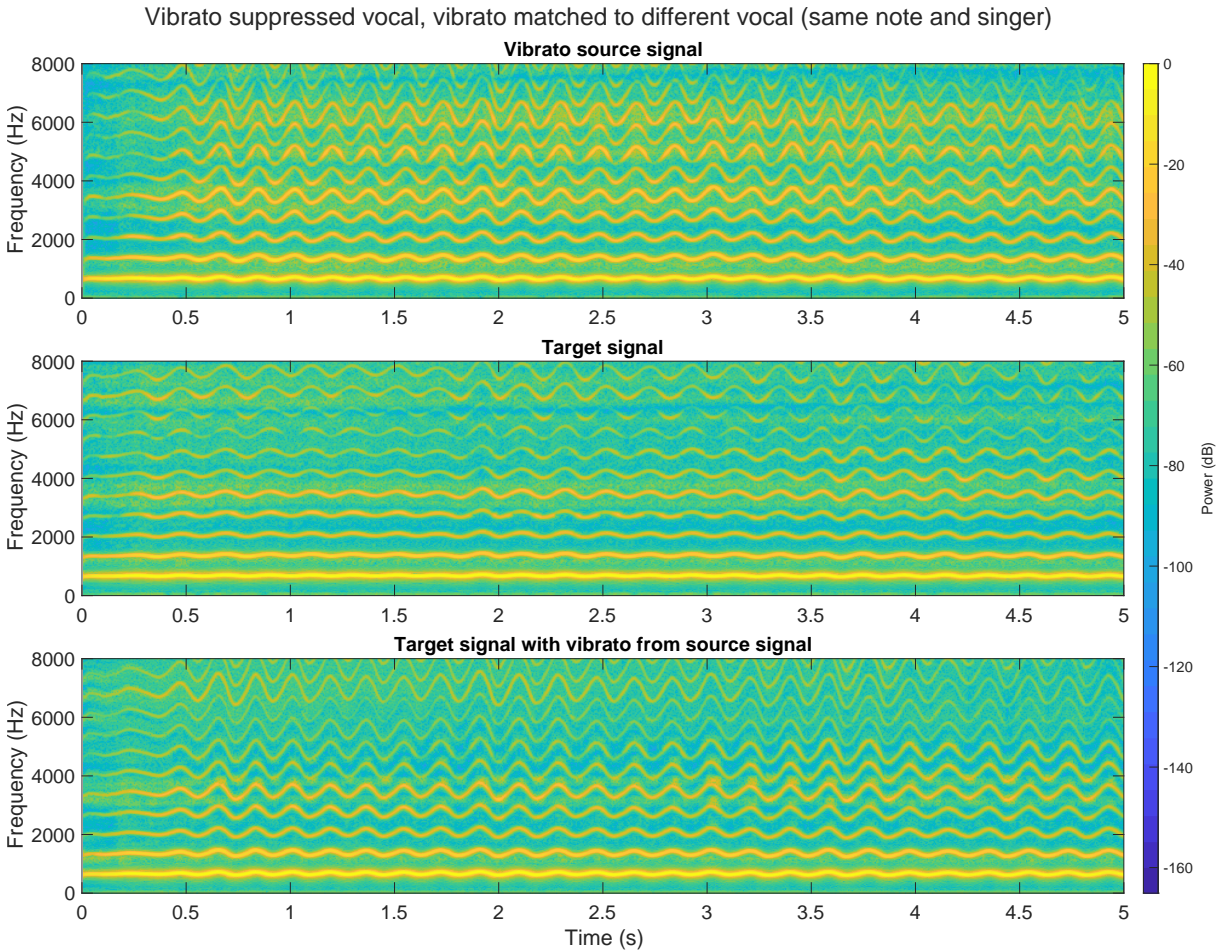 Vibrato suppressed vocal, vibrato matched to different vocal (same note and singer)
Vibrato source signal
8000
6000
4000
2000
0
Frequency (Hz)
0 0.5 1 1.5 2 2.5 3 3.5 4 4.5 5
Target signal
8000
6000
4000
2000
0
Frequency (Hz)
0 0.5 1 1.5 2 2.5 3 3.5 4 4.5 5
Target signal with vibrato from source signal
8000
6000
4000
2000
0
Frequency (Hz)
0 0.5 1 1.5 2 2.5 3 3.5 4 4.5 5
Time (s)
0
-20
-40
-60
-80
-100
-120
-140
-160
Power (dB)